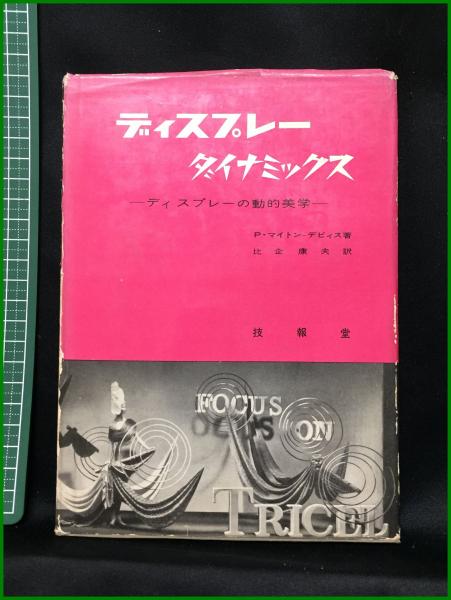 ディスプレー
ダイナミックス
―ディスプレーの動的美学―
P・マイトン-デビィス著
比企康夫訳
技報堂
FOCUS
ON
TRICEL